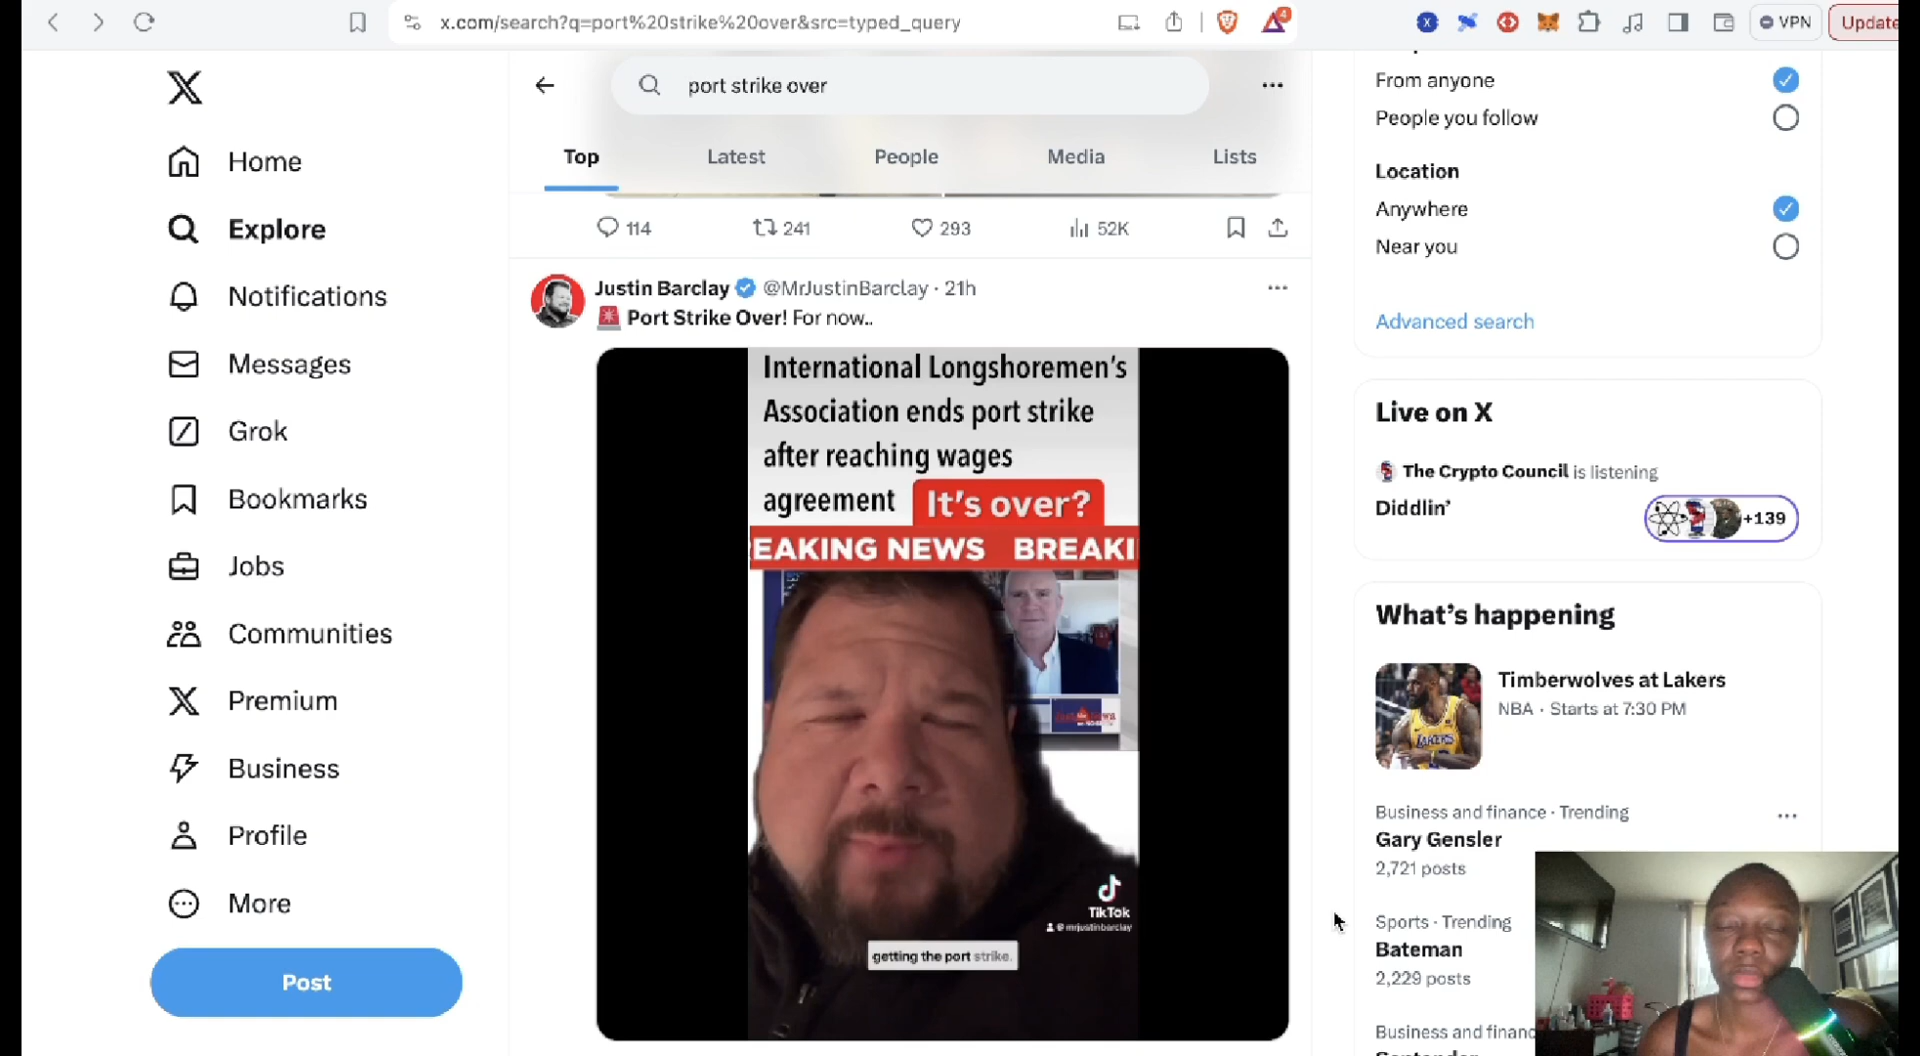 x.com/search?q=port%20strike%20over&src=typed_query
4
VPN
Update
Home
Explore
Notifications
Messages
Grok
Bookmarks
Jobs
Communities
Premium
Business
Profile
More
Post
port strike over
Top
Latest
People
Media
Lists
114
241
293
52K
Justin Barclay @MrJustinBarclay · 21h
Port Strike Over! For now..
International Longshoremen's
Association ends port strike
after reaching wages
agreement
It's over?
EAKING NEWS BREAKI
TikTok
@mrjustinbarclay
getting the port strike.
From anyone
People you follow
Location
Anywhere
Near you
Advanced search
Live on X
The Crypto Council is listening
Diddlin'
+139
What's happening
Timberwolves at Lakers
NBA · Starts at 7:30 PM
LAKERS
Business and finance · Trending
Gary Gensler
2,721 posts
Sports · Trending
Bateman
2,229 posts
Business and financ